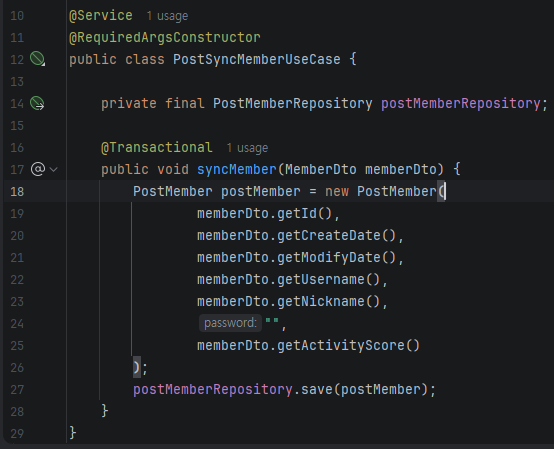 10 @Service 1 usage
11 @RequiredArgsConstructor
12 public class PostSyncMemberUseCase {
13
14 private final PostMemberRepository postMemberRepository;
15
16 @Transactional 1 usage
17 public void syncMember(MemberDto memberDto) {
18 PostMember postMember = new PostMember(
19 memberDto.getId(),
20 memberDto.getCreateDate(),
21 memberDto.getModifyDate(),
22 memberDto.getUsername(),
23 memberDto.getNickname(),
24 password: "",
25 memberDto.getActivityScore()
26 );
27 postMemberRepository.save(postMember);
28 }
29 }